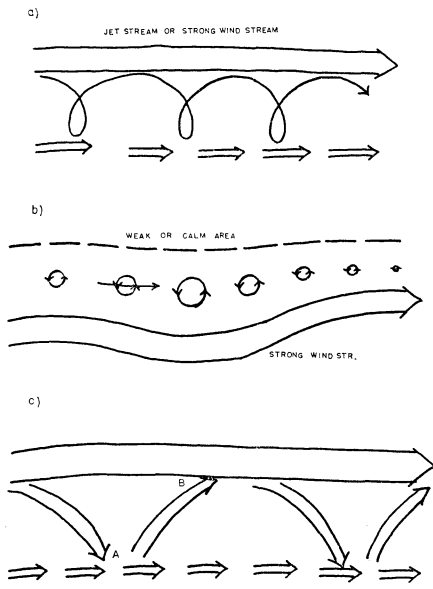 a)
JET STREAM OR STRONG WIND STREAM
b)
WEAK OR CALM AREA
STRONG WIND STR.
c)
B
A